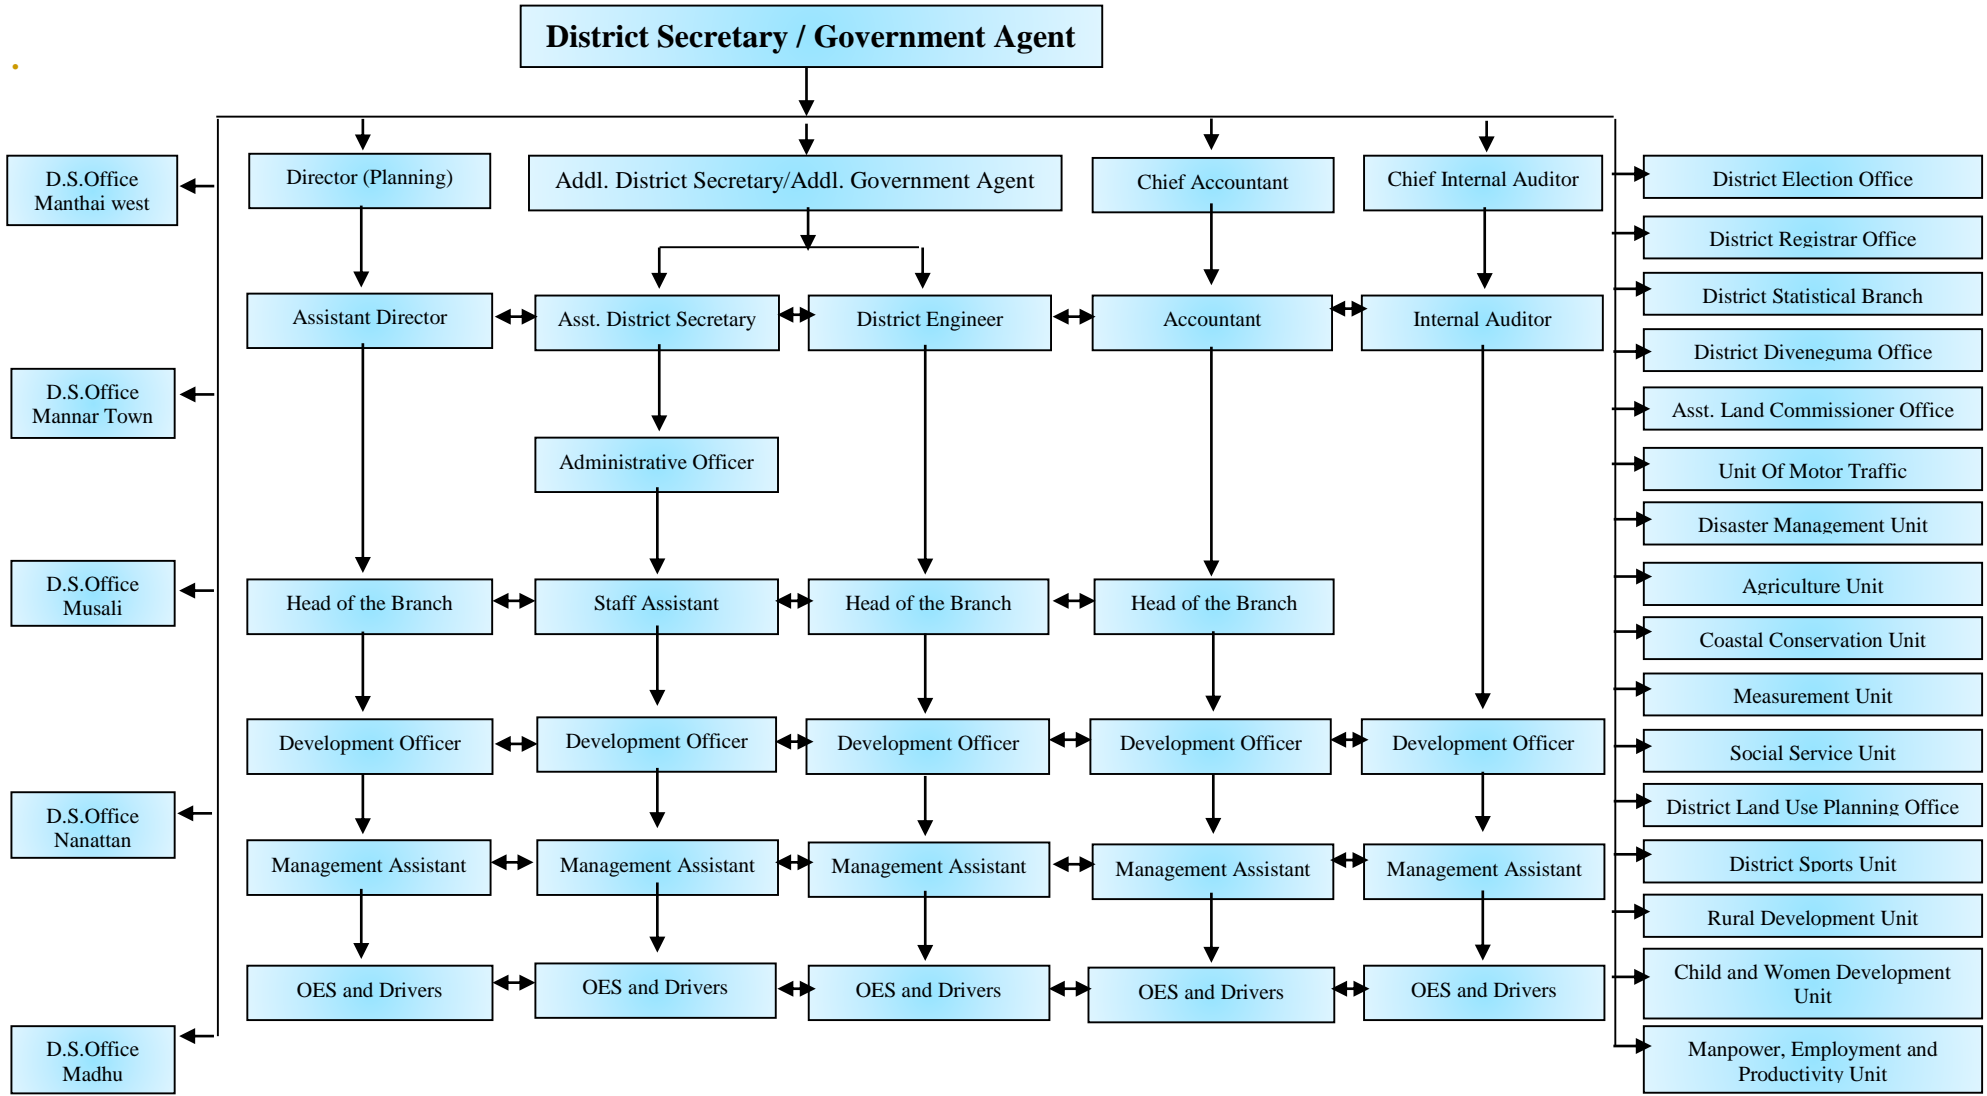 District Secretary / Government Agent
D.S.Office
Manthai west
Director (Planning)
Addl. District Secretary/Addl. Government Agent
Chief Accountant
Chief Internal Auditor
District Election Office
District Registrar Office
District Statistical Branch
Assistant Director
Asst. District Secretary
District Engineer
Accountant
Internal Auditor
District Diveneguma Office
D.S.Office
Mannar Town
Asst. Land Commissioner Office
Administrative Officer
Unit Of Motor Traffic
Disaster Management Unit
D.S.Office
Musali
Head of the Branch
Staff Assistant
Head of the Branch
Head of the Branch
Agriculture Unit
Coastal Conservation Unit
Measurement Unit
Development Officer
Development Officer
Development Officer
Development Officer
Development Officer
Social Service Unit
D.S.Office
Nanattan
District Land Use Planning Office
Management Assistant
Management Assistant
Management Assistant
Management Assistant
Management Assistant
District Sports Unit
Rural Development Unit
OES and Drivers
OES and Drivers
OES and Drivers
OES and Drivers
OES and Drivers
Child and Women Development
Unit
D.S.Office
Madhu
Manpower, Employment and
Productivity Unit